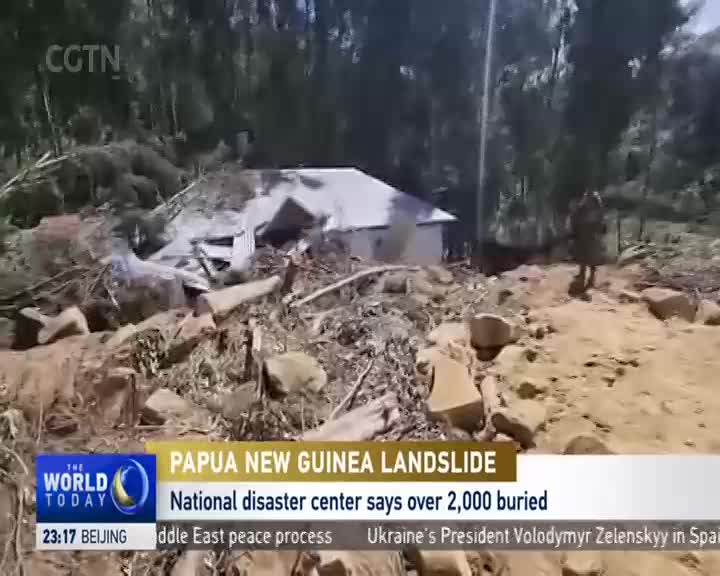 CGTN
PAPUA NEW GUINEA LANDSLIDE
THE
WORLD
TODAY
National disaster center says over 2,000 buried
23:17 BEIJING
iddle East peace process Ukraine's President Volodymyr Zelenskyy in Spa